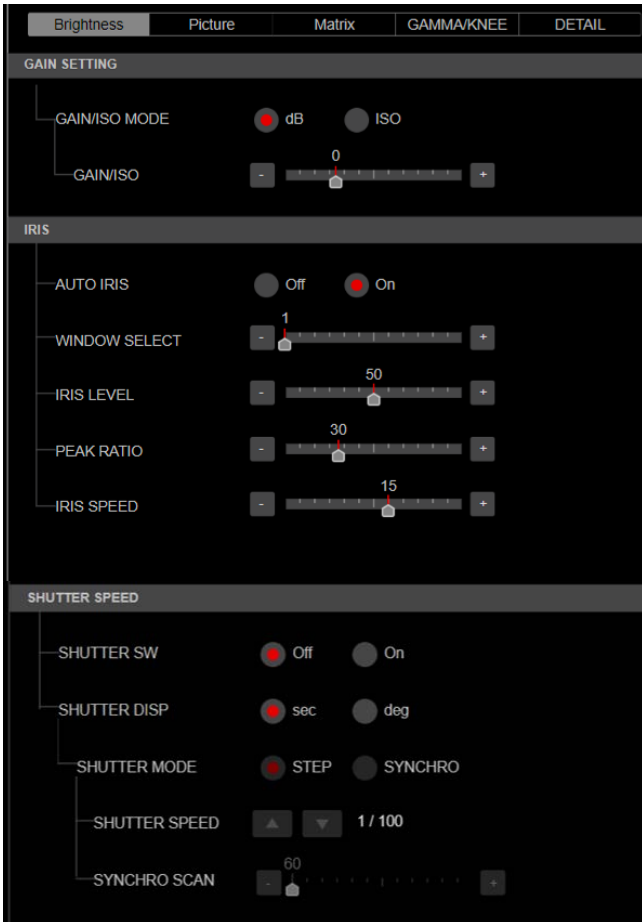 Brightness Picture Matrix GAMMA/KNEE DETAIL
GAIN SETTING
GAIN/ISO MODE dB ISO
0
GAIN/ISO - +
IRIS
AUTO IRIS Off On
1
WINDOW SELECT - +
50
IRIS LEVEL - +
30
PEAK RATIO - +
15
IRIS SPEED - +
SHUTTER SPEED
SHUTTER SW Off On
SHUTTER DISP sec deg
SHUTTER MODE STEP SYNCHRO
SHUTTER SPEED 1 / 100
60
SYNCHRO SCAN - +